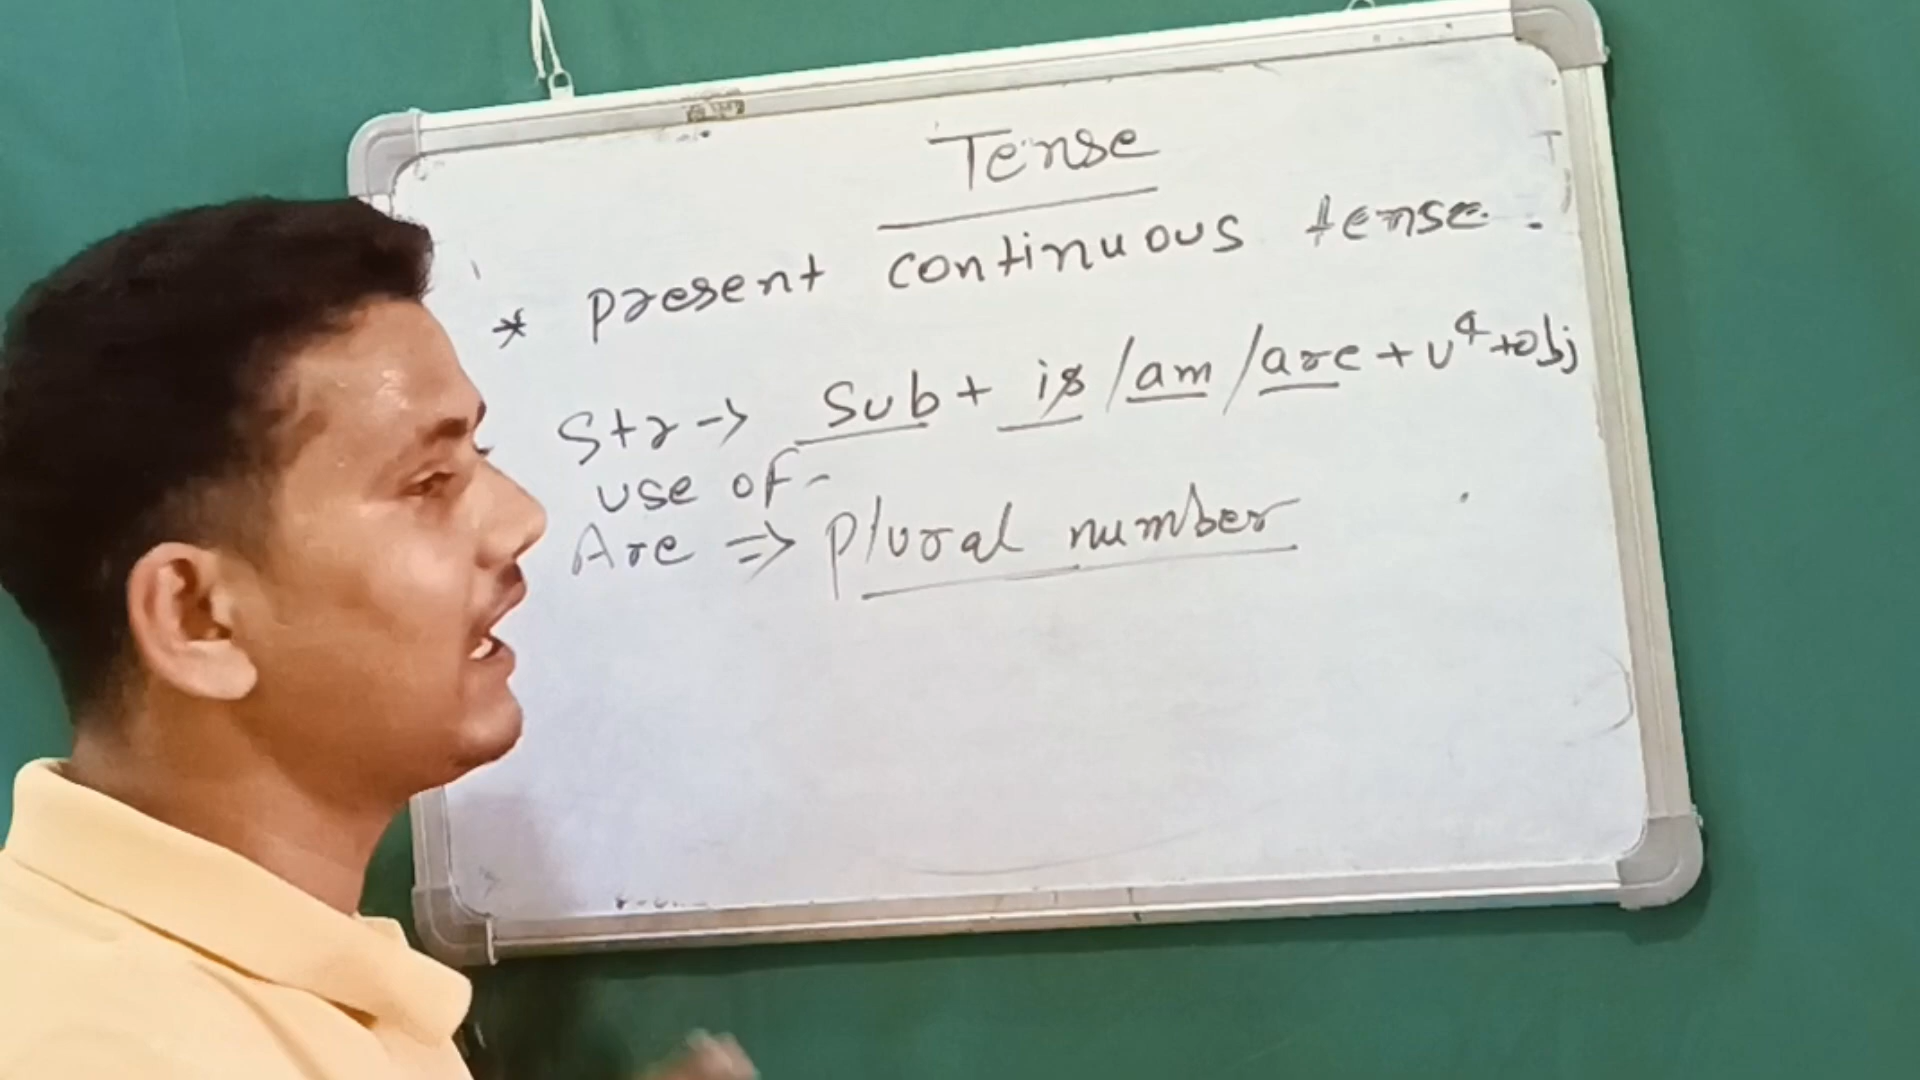 Tense
* present continuous tense.
Str → Sub + is / am / are + v⁴ + obj
use of -
Are ⇒ plural number